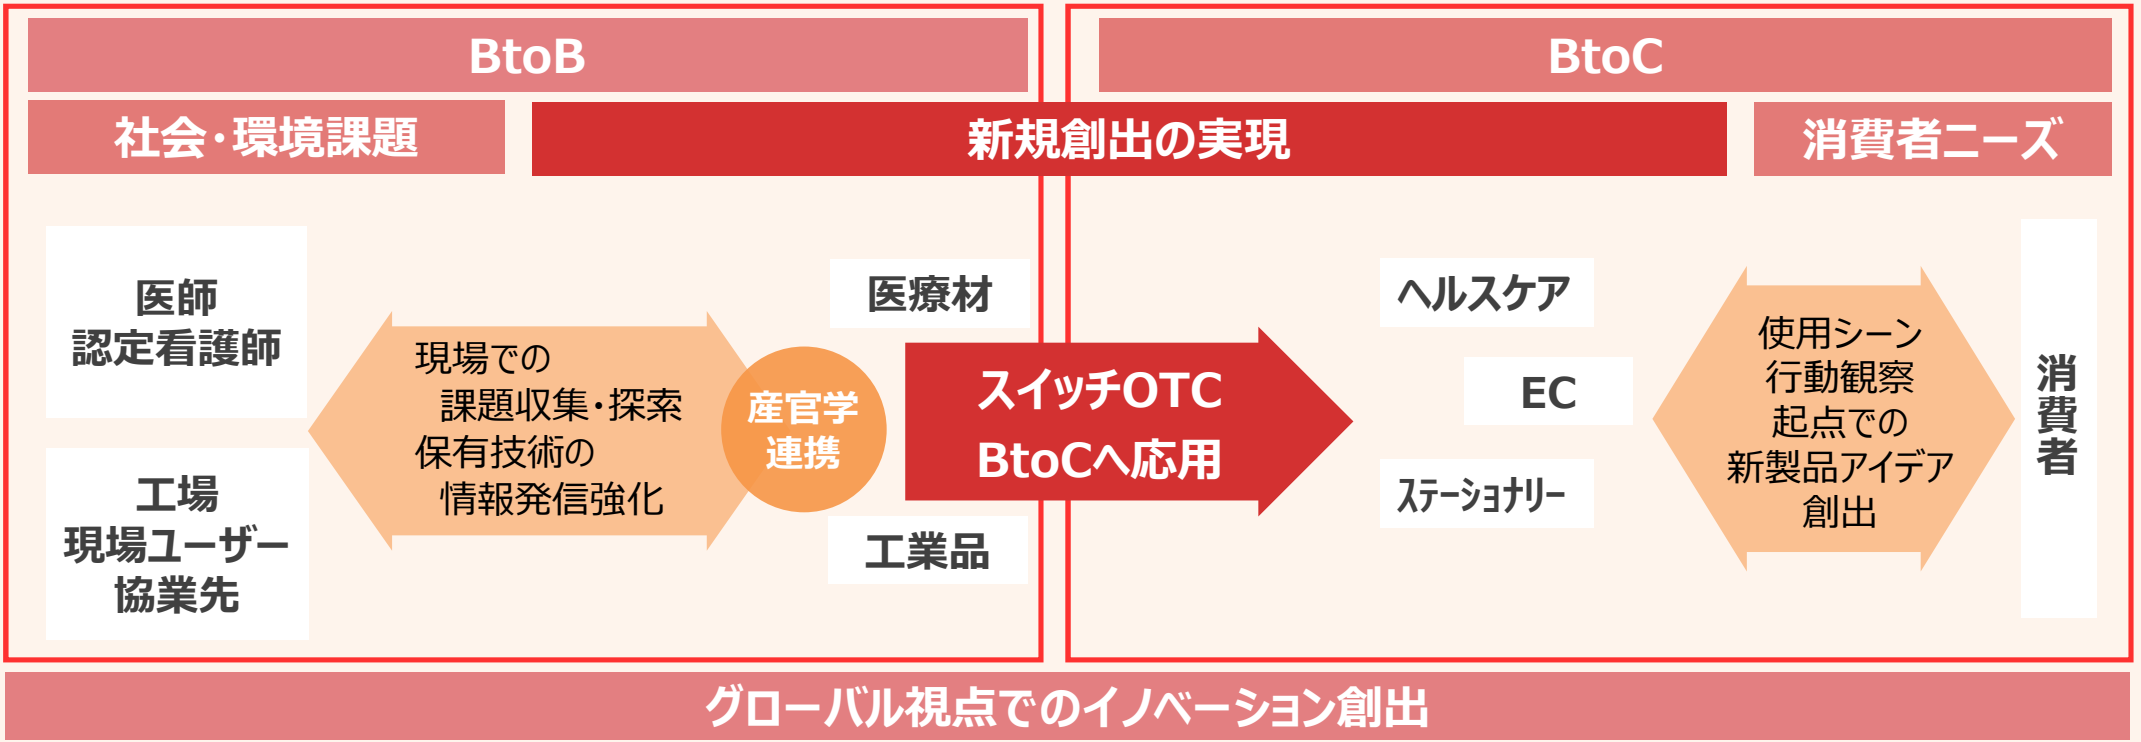 BtoB
BtoC
社会・環境課題
新規創出の実現
消費者ニーズ
医師
認定看護師
工場
現場ユーザー
協業先
現場での
課題収集・探索
保有技術の
情報発信強化
産官学
連携
医療材
工業品
スイッチOTC
BtoCへ応用
ヘルスケア
EC
ステーショナリー
使用シーン
行動観察
起点での
新製品アイデア
創出
消費者
グローバル視点でのイノベーション創出